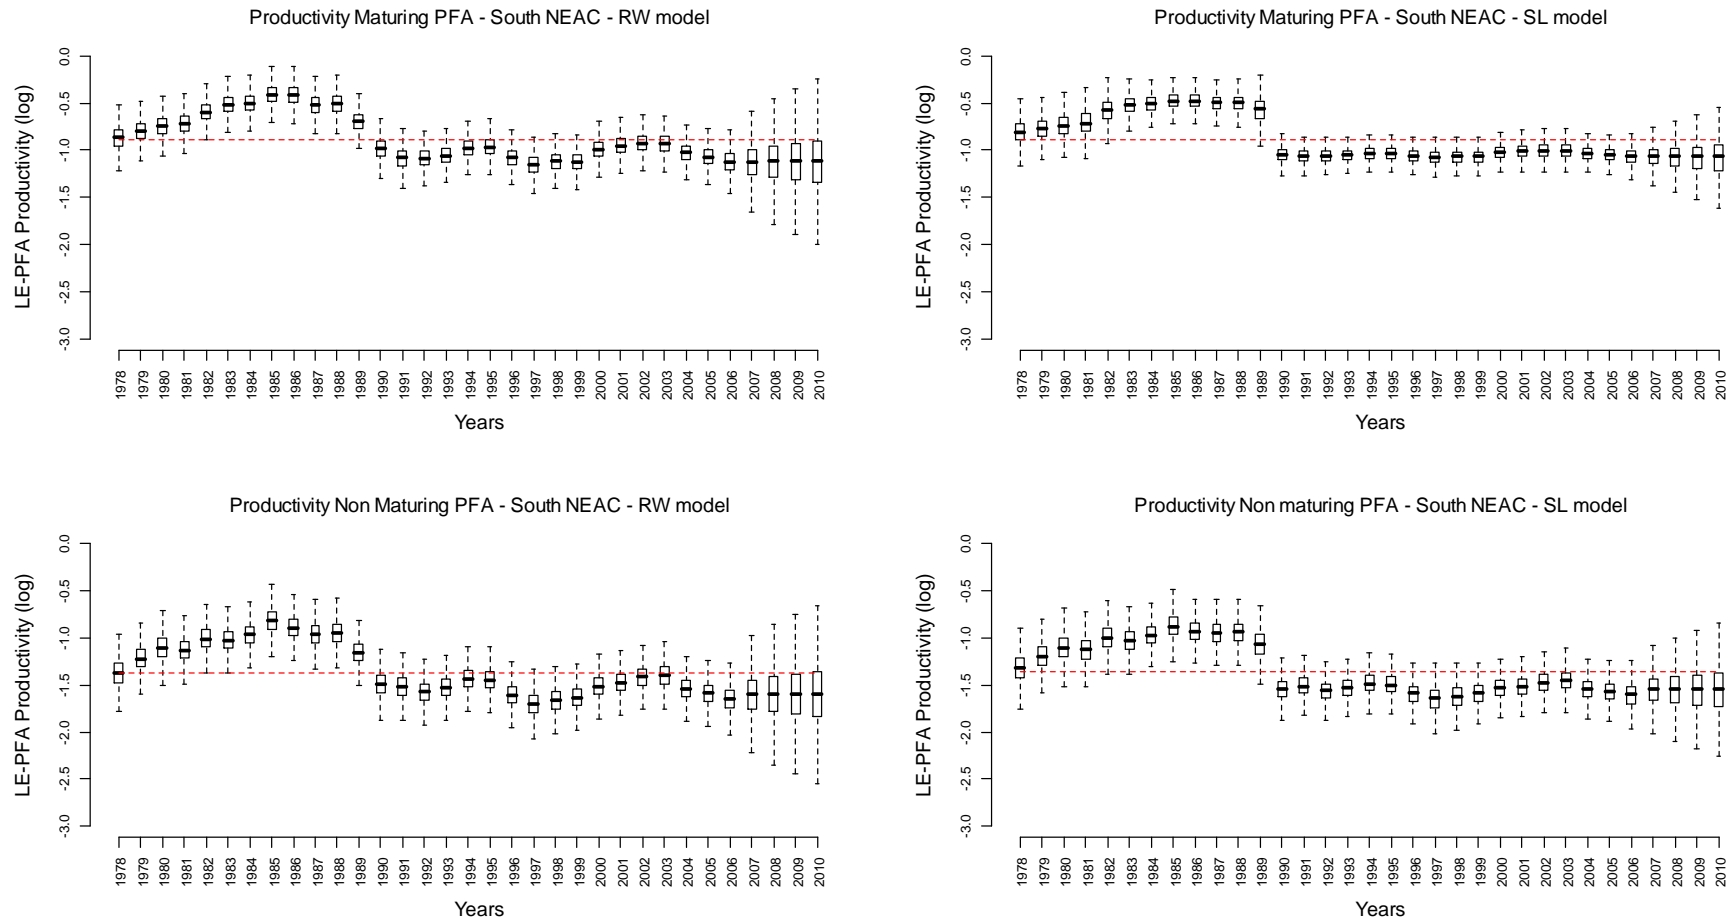 Productivity Maturing PFA - South NEAC - RW model
LE-PFA Productivity (log)
0.0
-0.5
-1.0
-1.5
-2.0
-2.5
-3.0
1978 1979 1980 1981 1982 1983 1984 1985 1986 1987 1988 1989 1990 1991 1992 1993 1994 1995 1996 1997 1998 1999 2000 2001 2002 2003 2004 2005 2006 2007 2008 2009 2010
Years
Productivity Maturing PFA - South NEAC - SL model
LE-PFA Productivity (log)
0.0
-0.5
-1.0
-1.5
-2.0
-2.5
-3.0
1978 1979 1980 1981 1982 1983 1984 1985 1986 1987 1988 1989 1990 1991 1992 1993 1994 1995 1996 1997 1998 1999 2000 2001 2002 2003 2004 2005 2006 2007 2008 2009 2010
Years
Productivity Non Maturing PFA - South NEAC - RW model
LE-PFA Productivity (log)
0.0
-0.5
-1.0
-1.5
-2.0
-2.5
-3.0
1978 1979 1980 1981 1982 1983 1984 1985 1986 1987 1988 1989 1990 1991 1992 1993 1994 1995 1996 1997 1998 1999 2000 2001 2002 2003 2004 2005 2006 2007 2008 2009 2010
Years
Productivity Non maturing PFA - South NEAC - SL model
LE-PFA Productivity (log)
0.0
-0.5
-1.0
-1.5
-2.0
-2.5
-3.0
1978 1979 1980 1981 1982 1983 1984 1985 1986 1987 1988 1989 1990 1991 1992 1993 1994 1995 1996 1997 1998 1999 2000 2001 2002 2003 2004 2005 2006 2007 2008 2009 2010
Years